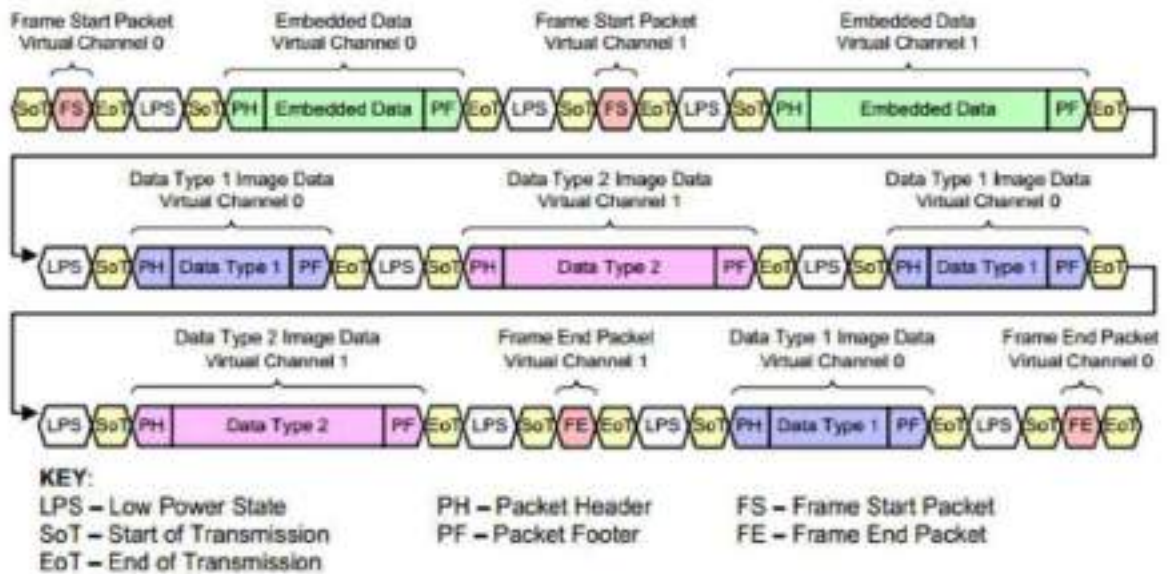 Frame Start Packet
Virtual Channel 0
Embedded Data
Virtual Channel 0
Frame Start Packet
Virtual Channel 1
Embedded Data
Virtual Channel 1
SoT FS EoT LPS SoT PH Embedded Data PF EoT LPS SoT FS EoT LPS SoT PH Embedded Data PF EoT
Data Type 1 Image Data
Virtual Channel 0
Data Type 2 Image Data
Virtual Channel 1
Data Type 1 Image Data
Virtual Channel 0
LPS SoT PH Data Type 1 PF EoT LPS SoT PH Data Type 2 PF EoT LPS SoT PH Data Type 1 PF EoT
Data Type 2 Image Data
Virtual Channel 1
Frame End Packet
Virtual Channel 1
Data Type 1 Image Data
Virtual Channel 0
Frame End Packet
Virtual Channel 0
LPS SoT PH Data Type 2 PF EoT LPS SoT FE EoT LPS SoT PH Data Type 1 PF EoT LPS SoT FE EoT
KEY:
LPS – Low Power State
PH – Packet Header
FS – Frame Start Packet
SoT – Start of Transmission
PF – Packet Footer
FE – Frame End Packet
EoT – End of Transmission